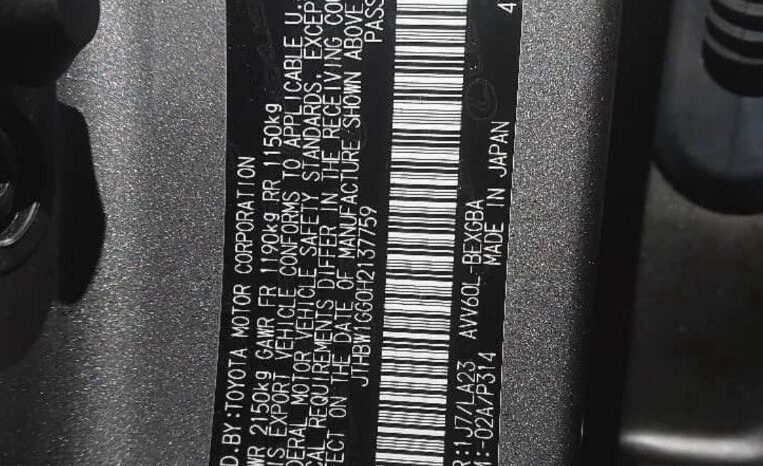 D.BY:TOYOTA MOTOR CORPORATION
WR 2150kg GAWR FR 1190kg RR 1150kg
IS EXPORT VEHICLE CONFORMS TO APPLICABLE U.
DERAL MOTOR VEHICLE SAFETY STANDARDS, EXCEP
CAL REQUIREMENTS DIFFER IN THE RECEIVING CO
FECT ON THE DATE OF MANUFACTURE SHOWN ABOVE
JTHBW1GG0H2137759 PASS
R:1J7/LA23 AVV60L-BEXGBA
M:-02A/P314 MADE IN JAPAN 4